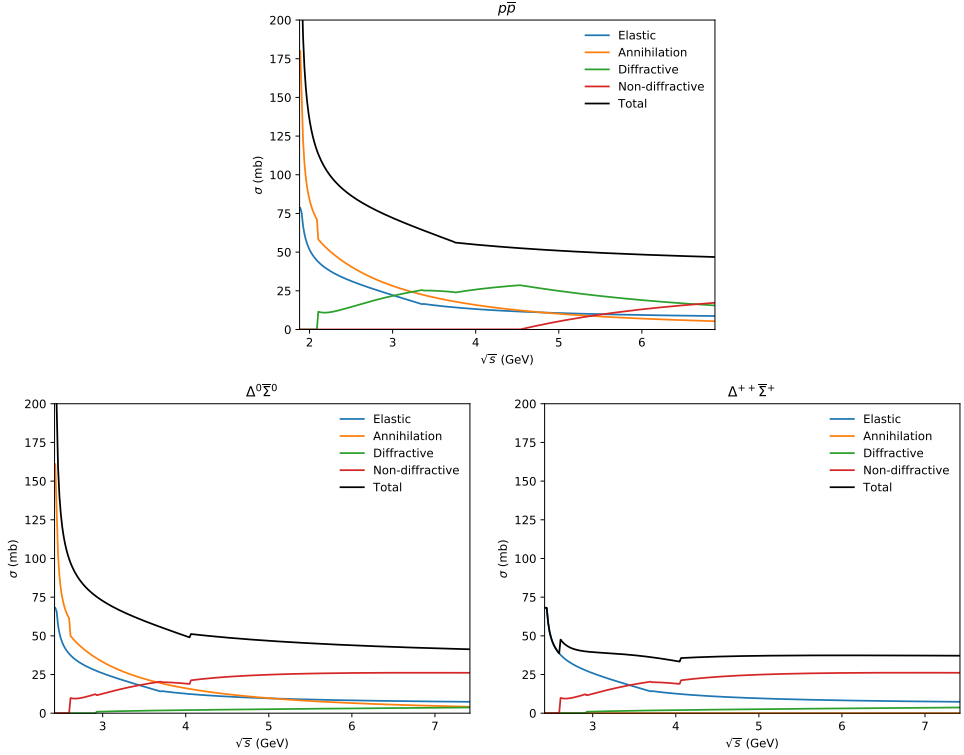 pp̅
200
175
150
125
100
75
50
25
0
σ (mb)
Elastic
Annihilation
Diffractive
Non-diffractive
Total
2 3 4 5 6
√s (GeV)
Δ⁰Σ̅⁰
200
175
150
125
100
75
50
25
0
σ (mb)
Elastic
Annihilation
Diffractive
Non-diffractive
Total
3 4 5 6 7
√s (GeV)
Δ⁺⁺Σ̅⁺
200
175
150
125
100
75
50
25
0
σ (mb)
Elastic
Annihilation
Diffractive
Non-diffractive
Total
3 4 5 6 7
√s (GeV)